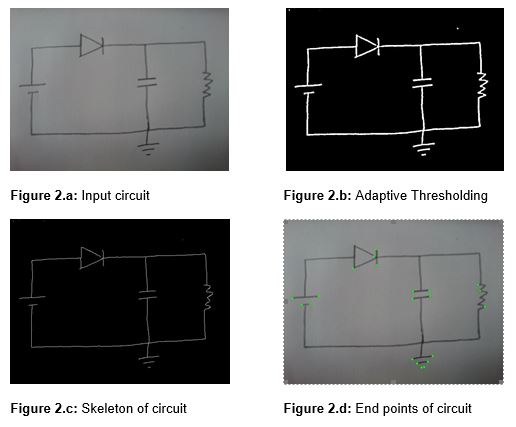 Figure 2.a: Input circuit
Figure 2.b: Adaptive Thresholding
Figure 2.c: Skeleton of circuit
Figure 2.d: End points of circuit